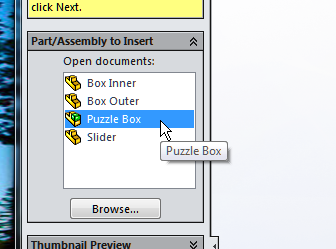 click Next.
Part/Assembly to Insert
Open documents:
Box Inner
Box Outer
Puzzle Box
Slider
Puzzle Box
Browse...
Thumbnail Preview